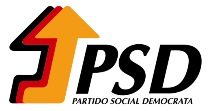 PSD
PARTIDO SOCIAL DEMOCRATA